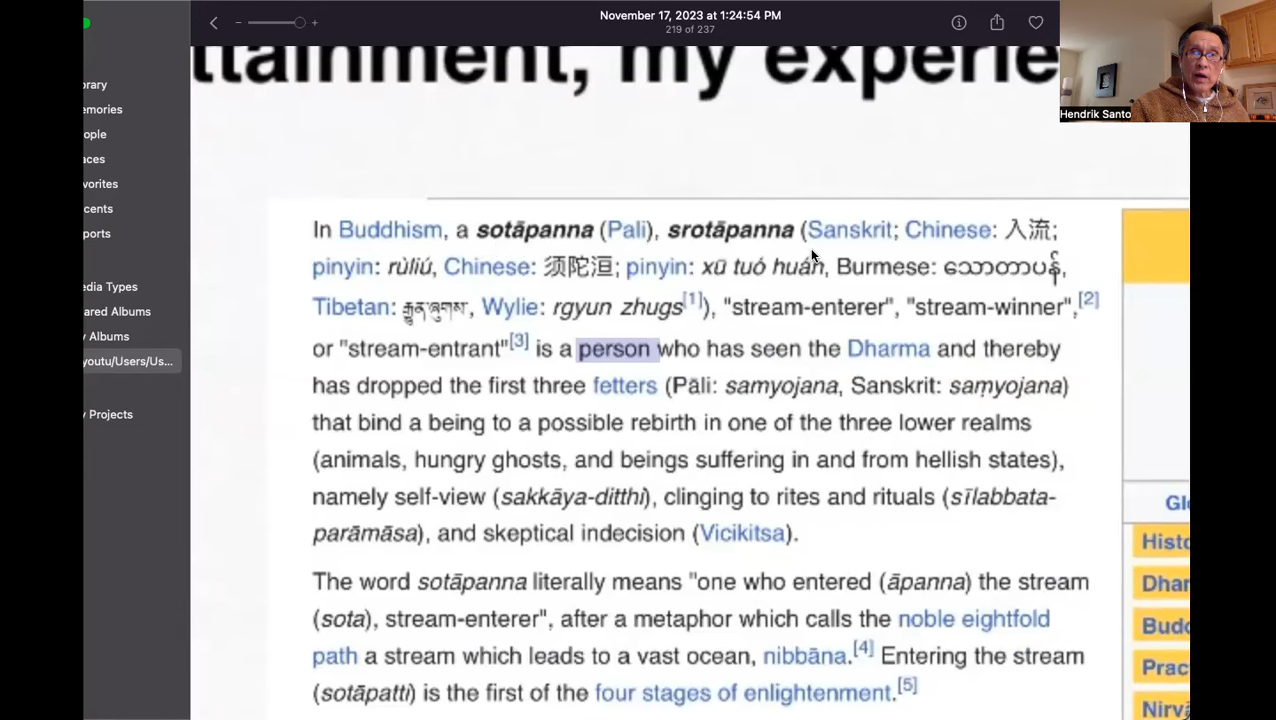 November 17, 2023 at 1:24:54 PM
219 of 237
ttainment, my experie
Hendrik Santo
brary
emories
eople
aces
avorites
ecents
ports
edia Types
ared Albums
y Albums
youtu/Users/Us...
y Projects
In Buddhism, a sotāpanna (Pali), srotāpanna (Sanskrit; Chinese: 入流;
pinyin: rùliú, Chinese: 须陀洹; pinyin: xū tuó huán, Burmese: သောတာပန်,
Tibetan: རྒྱུན་ཞུགས, Wylie: rgyun zhugs[1]), "stream-enterer", "stream-winner",[2]
or "stream-entrant"[3] is a person who has seen the Dharma and thereby
has dropped the first three fetters (Pāli: samyojana, Sanskrit: saṃyojana)
that bind a being to a possible rebirth in one of the three lower realms
(animals, hungry ghosts, and beings suffering in and from hellish states),
namely self-view (sakkāya-ditthi), clinging to rites and rituals (sīlabbata-
parāmāsa), and skeptical indecision (Vicikitsa).
The word sotāpanna literally means "one who entered (āpanna) the stream
(sota), stream-enterer", after a metaphor which calls the noble eightfold
path a stream which leads to a vast ocean, nibbāna.[4] Entering the stream
(sotāpatti) is the first of the four stages of enlightenment.[5]
Glo
Histo
Dhar
Budd
Prac
Nirvā